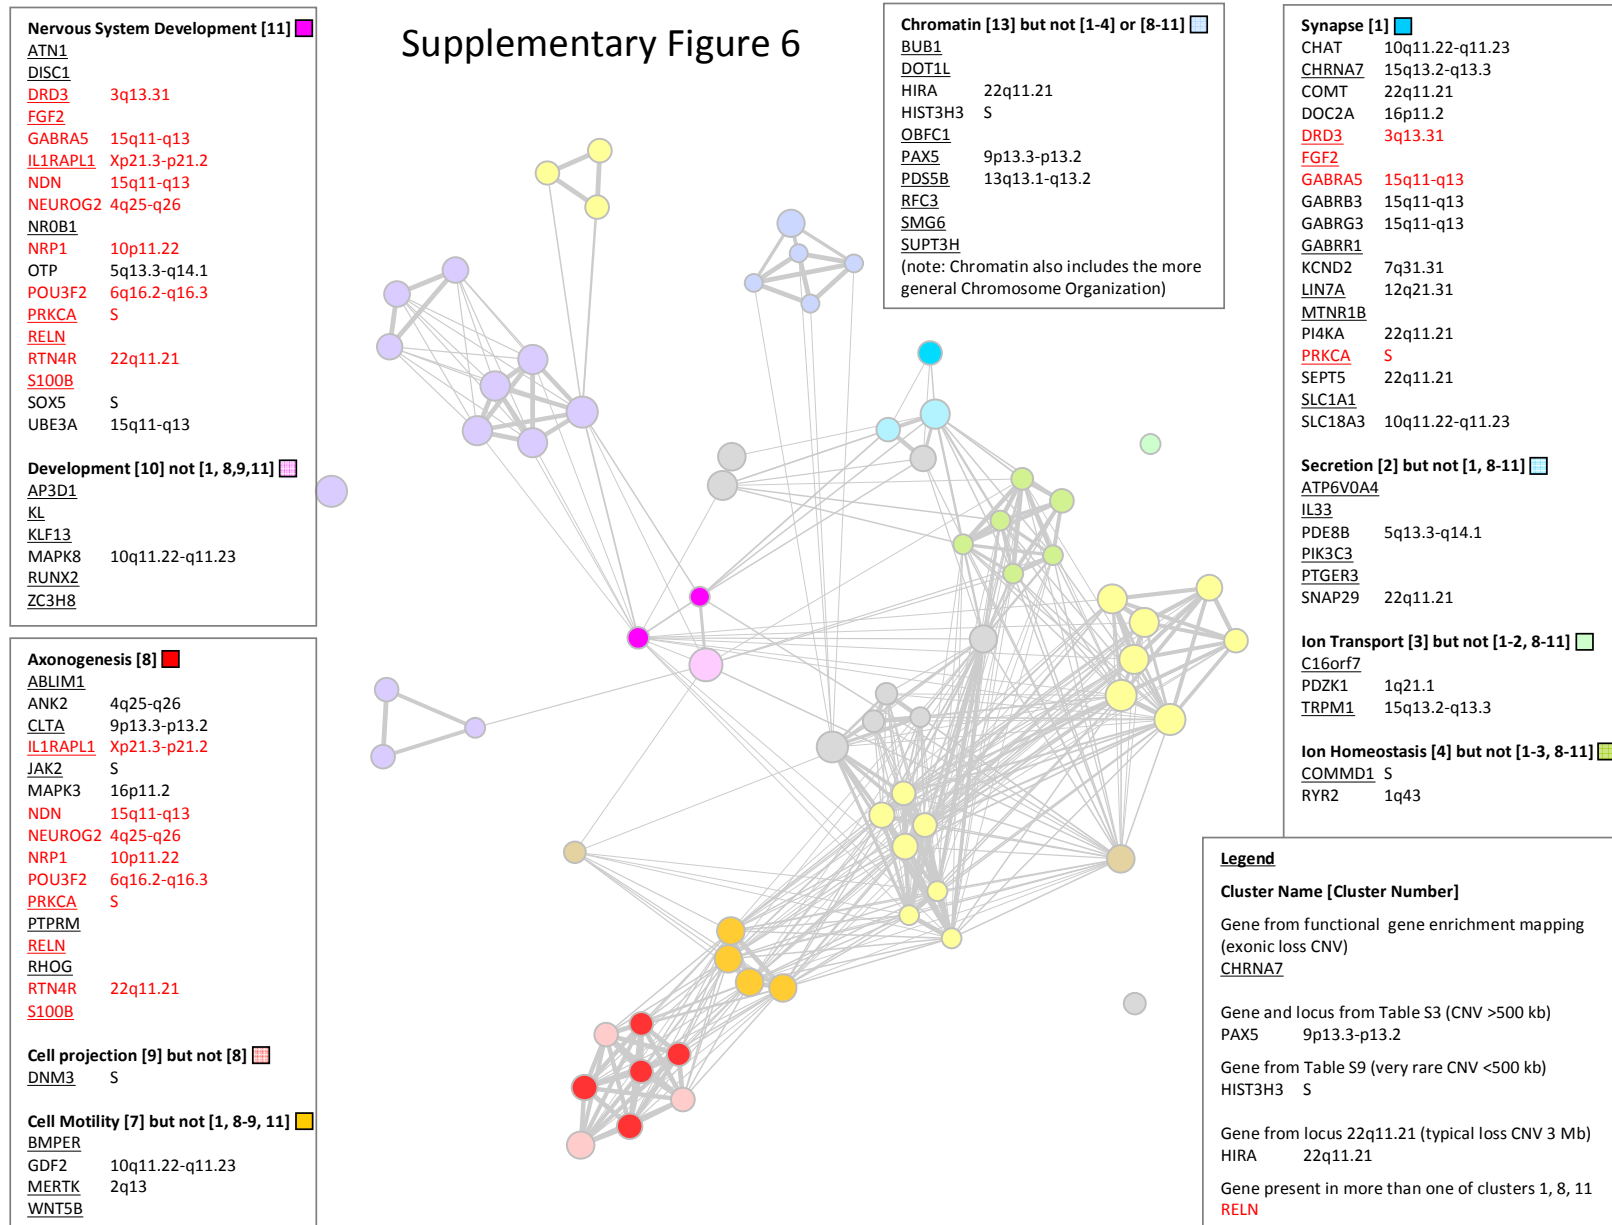 Supplementary Figure 6
Nervous System Development [11]
ATN1
DISC1
DRD3 3q13.31
FGF2
GABRA5 15q11-q13
IL1RAPL1 Xp21.3-p21.2
NDN 15q11-q13
NEUROG2 4q25-q26
NR0B1
NRP1 10p11.22
OTP 5q13.3-q14.1
POU3F2 6q16.2-q16.3
PRKCA S
RELN
RTN4R 22q11.21
S100B
SOX5 S
UBE3A 15q11-q13
Development [10] not [1, 8,9,11]
AP3D1
KL
KLF13
MAPK8 10q11.22-q11.23
RUNX2
ZC3H8
Axonogenesis [8]
ABLIM1
ANK2 4q25-q26
CLTA 9p13.3-p13.2
IL1RAPL1 Xp21.3-p21.2
JAK2 S
MAPK3 16p11.2
NDN 15q11-q13
NEUROG2 4q25-q26
NRP1 10p11.22
POU3F2 6q16.2-q16.3
PRKCA S
PTPRM
RELN
RHOG
RTN4R 22q11.21
S100B
Cell projection [9] but not [8]
DNM3 S
Cell Motility [7] but not [1, 8-9, 11]
BMPER
GDF2 10q11.22-q11.23
MERTK 2q13
WNT5B
Chromatin [13] but not [1-4] or [8-11]
BUB1
DOT1L
HIRA 22q11.21
HIST3H3 S
OBFC1
PAX5 9p13.3-p13.2
PDS5B 13q13.1-q13.2
RFC3
SMG6
SUPT3H
(note: Chromatin also includes the more
general Chromosome Organization)
Synapse [1]
CHAT 10q11.22-q11.23
CHRNA7 15q13.2-q13.3
COMT 22q11.21
DOC2A 16p11.2
DRD3 3q13.31
FGF2
GABRA5 15q11-q13
GABRB3 15q11-q13
GABRG3 15q11-q13
GABRR1
KCND2 7q31.31
LIN7A 12q21.31
MTNR1B
PI4KA 22q11.21
PRKCA S
SEPT5 22q11.21
SLC1A1
SLC18A3 10q11.22-q11.23
Secretion [2] but not [1, 8-11]
ATP6V0A4
IL33
PDE8B 5q13.3-q14.1
PIK3C3
PTGER3
SNAP29 22q11.21
Ion Transport [3] but not [1-2, 8-11]
C16orf7
PDZK1 1q21.1
TRPM1 15q13.2-q13.3
Ion Homeostasis [4] but not [1-3, 8-11]
COMMD1 S
RYR2 1q43
Legend
Cluster Name [Cluster Number]
Gene from functional gene enrichment mapping
(exonic loss CNV)
CHRNA7
Gene and locus from Table S3 (CNV >500 kb)
PAX5 9p13.3-p13.2
Gene from Table S9 (very rare CNV <500 kb)
HIST3H3 S
Gene from locus 22q11.21 (typical loss CNV 3 Mb)
HIRA 22q11.21
Gene present in more than one of clusters 1, 8, 11
RELN